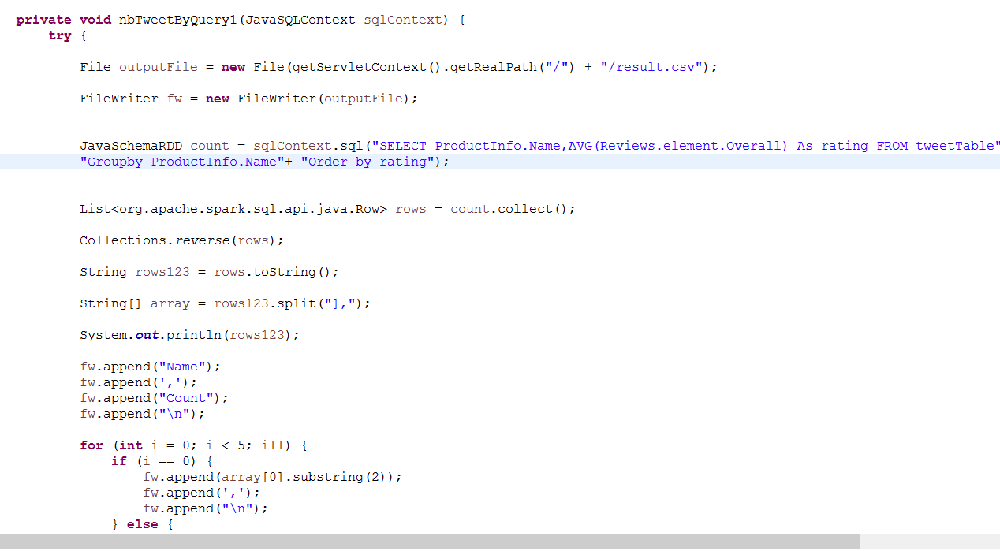 private void nbTweetByQuery1(JavaSQLContext sqlContext) {
try {
File outputFile = new File(getServletContext().getRealPath("/") + "/result.csv");
FileWriter fw = new FileWriter(outputFile);
JavaSchemaRDD count = sqlContext.sql("SELECT ProductInfo.Name,AVG(Reviews.element.Overall) As rating FROM tweetTable"
"Groupby ProductInfo.Name"+ "Order by rating");
List<org.apache.spark.sql.api.java.Row> rows = count.collect();
Collections.reverse(rows);
String rows123 = rows.toString();
String[] array = rows123.split("],");
System.out.println(rows123);
fw.append("Name");
fw.append(',');
fw.append("Count");
fw.append("\n");
for (int i = 0; i < 5; i++) {
if (i == 0) {
fw.append(array[0].substring(2));
fw.append(',');
fw.append("\n");
} else {